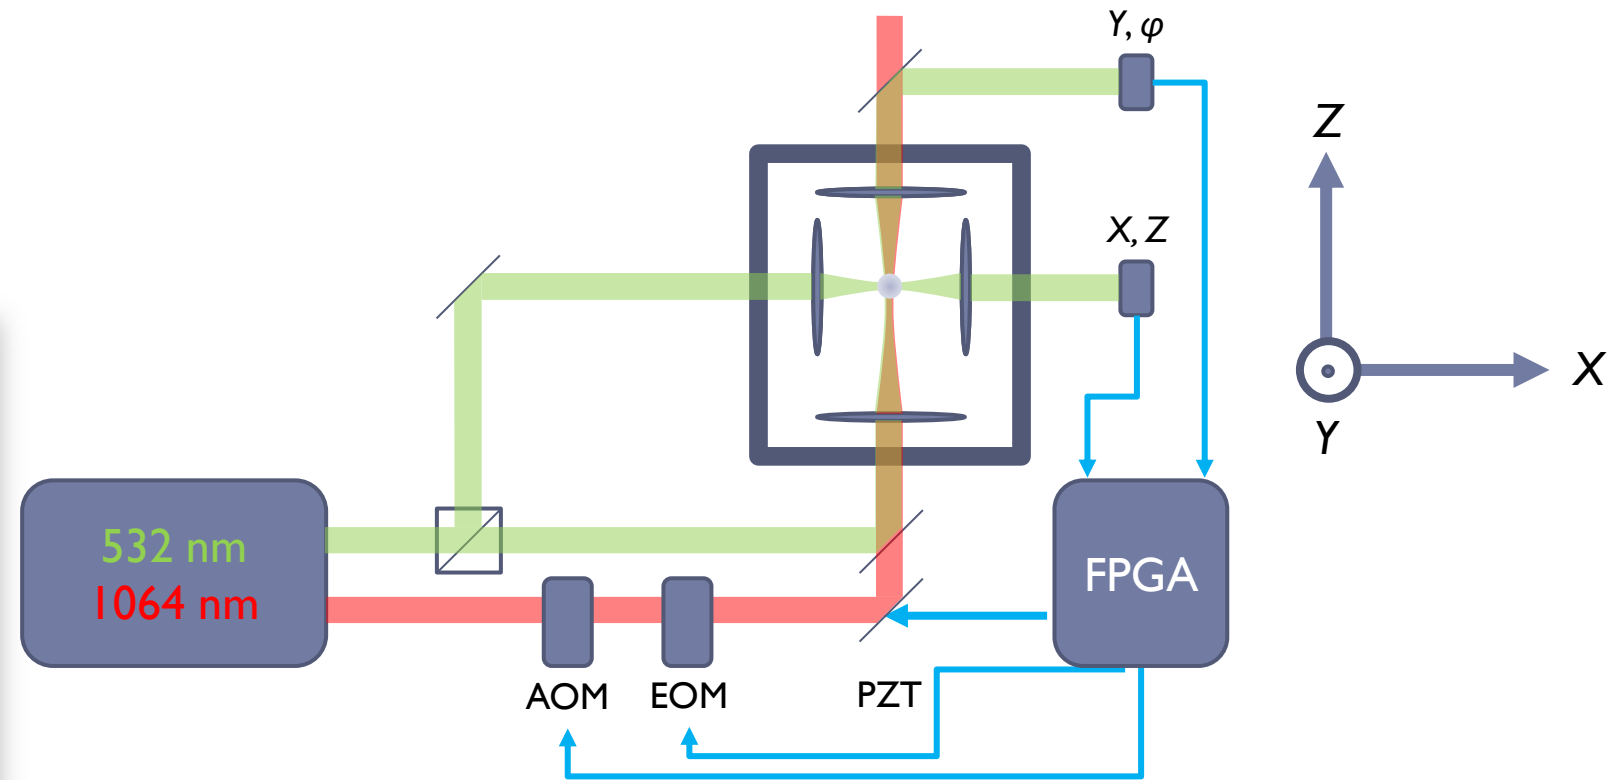 Y, φ
Z
X, Z
X
Y
532 nm
1064 nm
FPGA
AOM
EOM
PZT